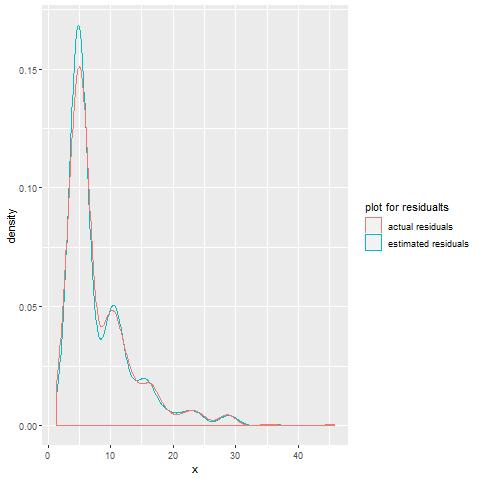 0.15
0.10
0.05
0.00
density
0
10
20
30
40
x
plot for residualts
actual residuals
estimated residuals